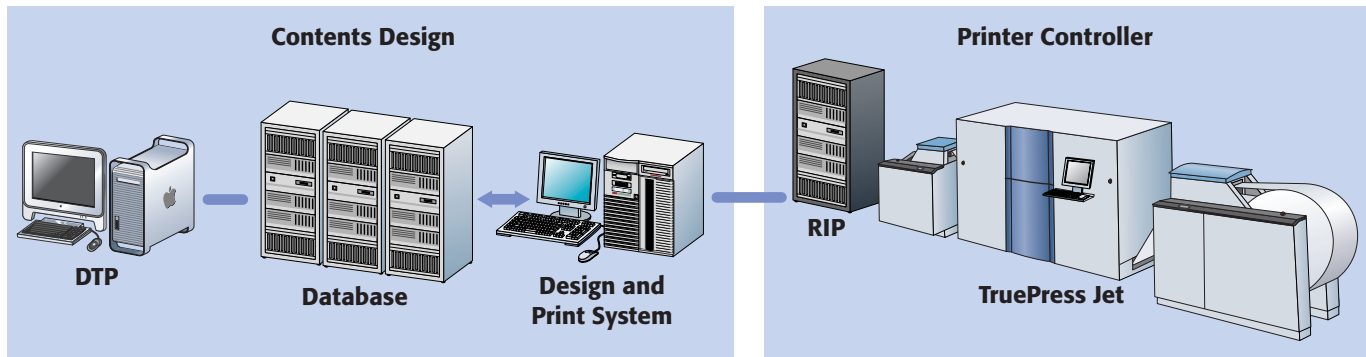 Contents Design
DTP
Database
Design and
Print System
Printer Controller
RIP
TruePress Jet